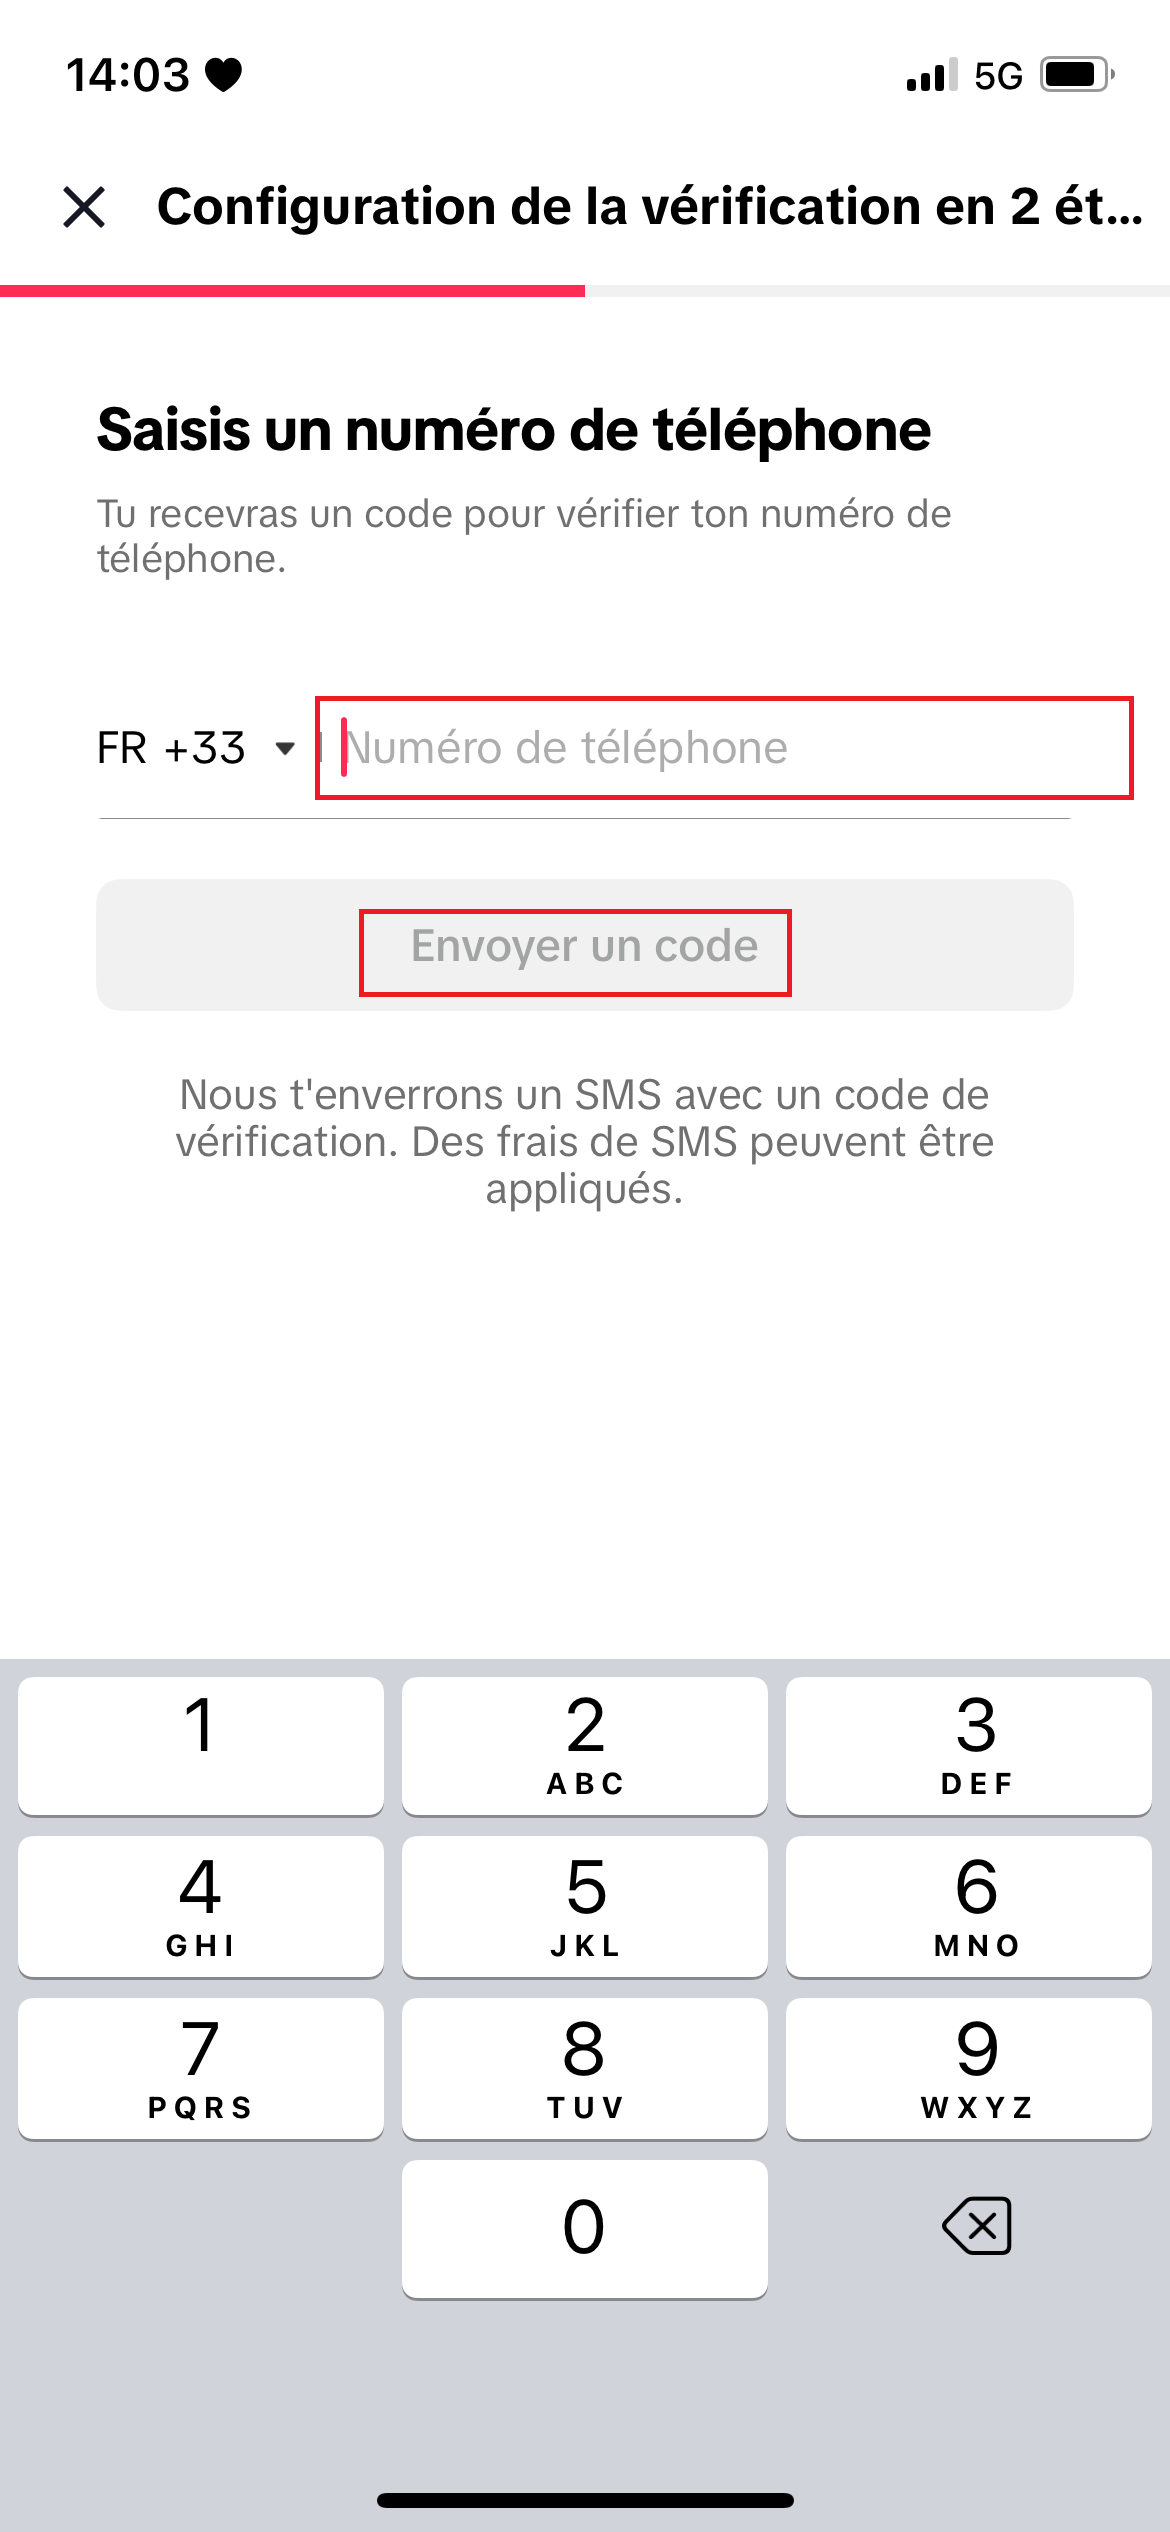 14:03
5G
Configuration de la vérification en 2 ét...
Saisis un numéro de téléphone
Tu recevras un code pour vérifier ton numéro de
téléphone.
FR +33
Numéro de téléphone
Envoyer un code
Nous t'enverrons un SMS avec un code de
vérification. Des frais de SMS peuvent être
appliqués.
1
2
ABC
3
DEF
4
GHI
5
JKL
6
MNO
7
PQRS
8
TUV
9
WXYZ
0